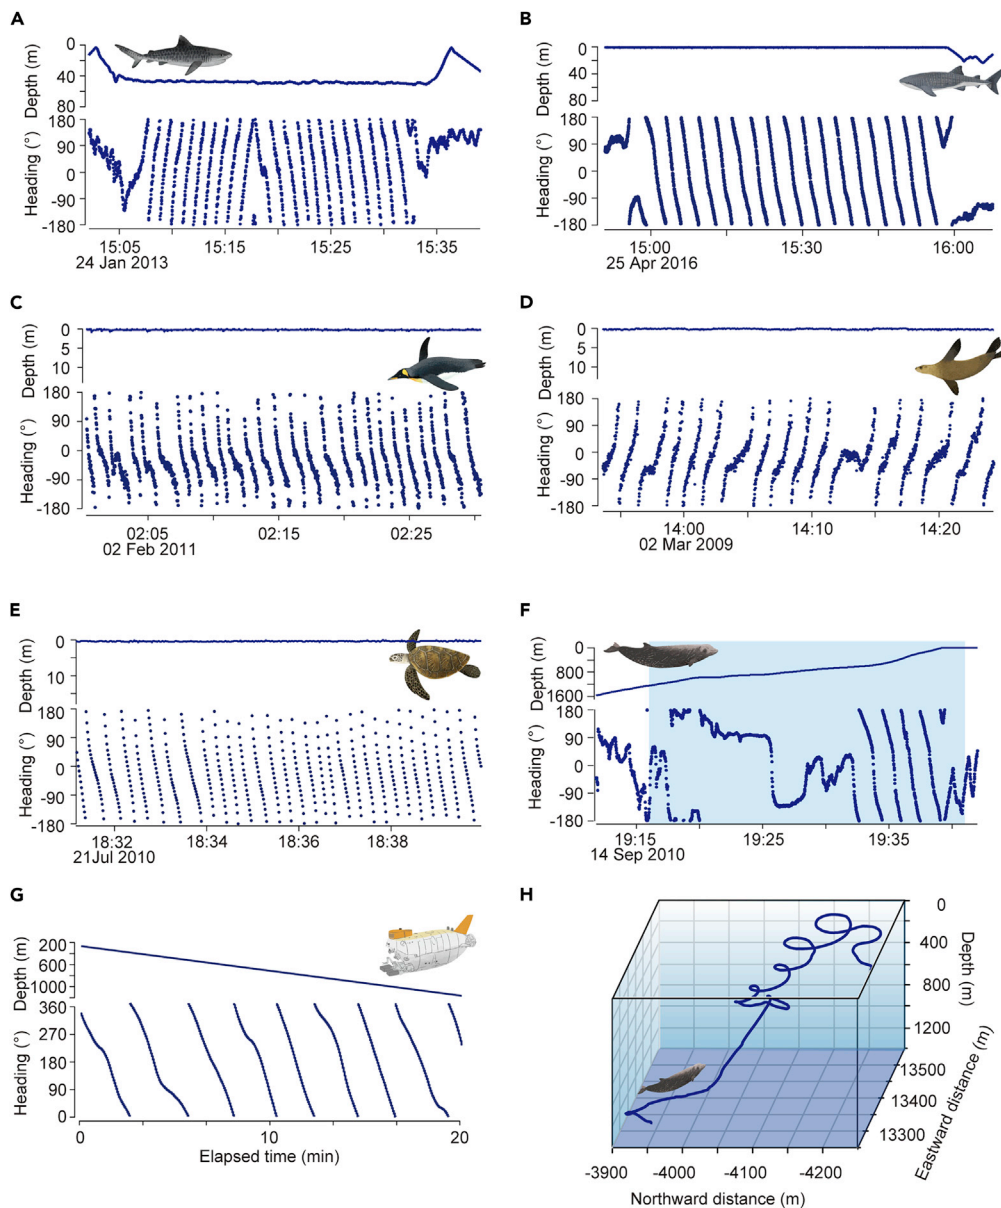 A
B
Depth (m)
0
40
80
Heading (°)
180
90
0
-90
-180
15:05 15:15 15:25 15:35
24 Jan 2013
Depth (m)
0
40
80
Heading (°)
180
90
0
-90
-180
15:00 15:30 16:00
25 Apr 2016
C
D
Depth (m)
0
5
10
Heading (°)
180
90
0
-90
-180
02:05 02:15 02:25
02 Feb 2011
Depth (m)
0
5
10
Heading (°)
180
90
0
-90
-180
14:00 14:10 14:20
02 Mar 2009
E
F
Depth (m)
0
10
Heading (°)
180
90
0
-90
-180
18:32 18:34 18:36 18:38
21Jul 2010
Depth (m)
0
800
1600
Heading (°)
180
90
0
-90
-180
19:15 19:25 19:35
14 Sep 2010
G
H
Depth (m)
200
600
1000
Heading (°)
360
270
180
90
0
0 10 20
Elapsed time (min)
0
400
800
1200
Depth (m)
13500
13400
13300
Eastward distance (m)
-3900 -4000 -4100 -4200
Northward distance (m)